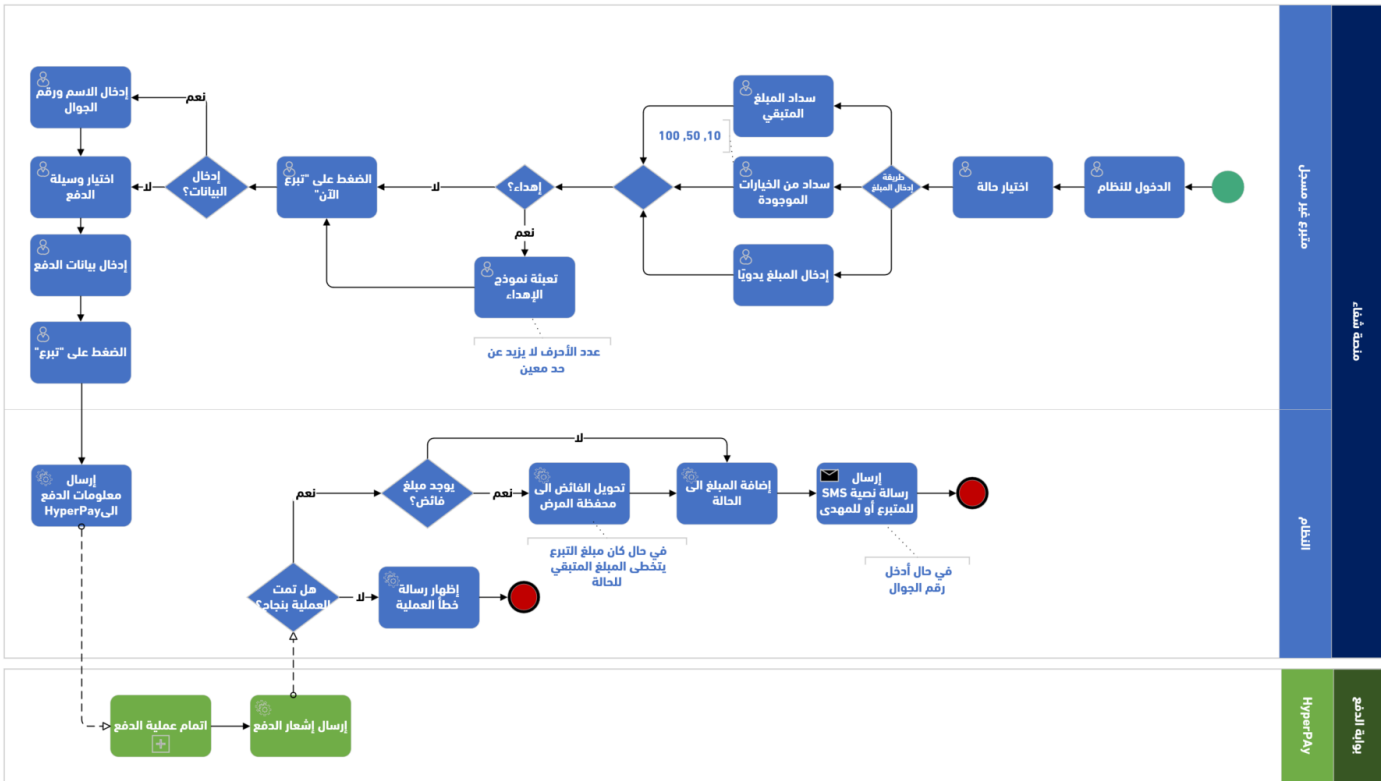 منصة شفاء
متبرع غير مسجل
الدخول للنظام
اختيار حالة
طريقة
إدخال المبلغ
سداد المبلغ
المتبقي
10, 50, 100
سداد من الخيارات
الموجودة
إدخال المبلغ يدويًا
إهداء؟
لا
نعم
تعبئة نموذج
الإهداء
عدد الأحرف لا يزيد عن
حد معين
الضغط على "تبرع
الآن"
إدخال
البيانات؟
نعم
لا
إدخال الاسم ورقم
الجوال
اختيار وسيلة
الدفع
إدخال بيانات الدفع
الضغط على "تبرع"
النظام
إرسال
معلومات الدفع
الىHyperPay
هل تمت
العملية بنجاح؟
نعم
لا
إظهار رسالة
خطأ العملية
يوجد مبلغ
فائض؟
لا
نعم
تحويل الفائض الى
محفظة المرض
في حال كان مبلغ التبرع
يتخطى المبلغ المتبقي
للحالة
إضافة المبلغ الى
الحالة
إرسال
رسالة نصية SMS
للمتبرع أو للمهدى
في حال أدخل
رقم الجوال
بوابة الدفع
HyperPAy
اتمام عملية الدفع
إرسال إشعار الدفع